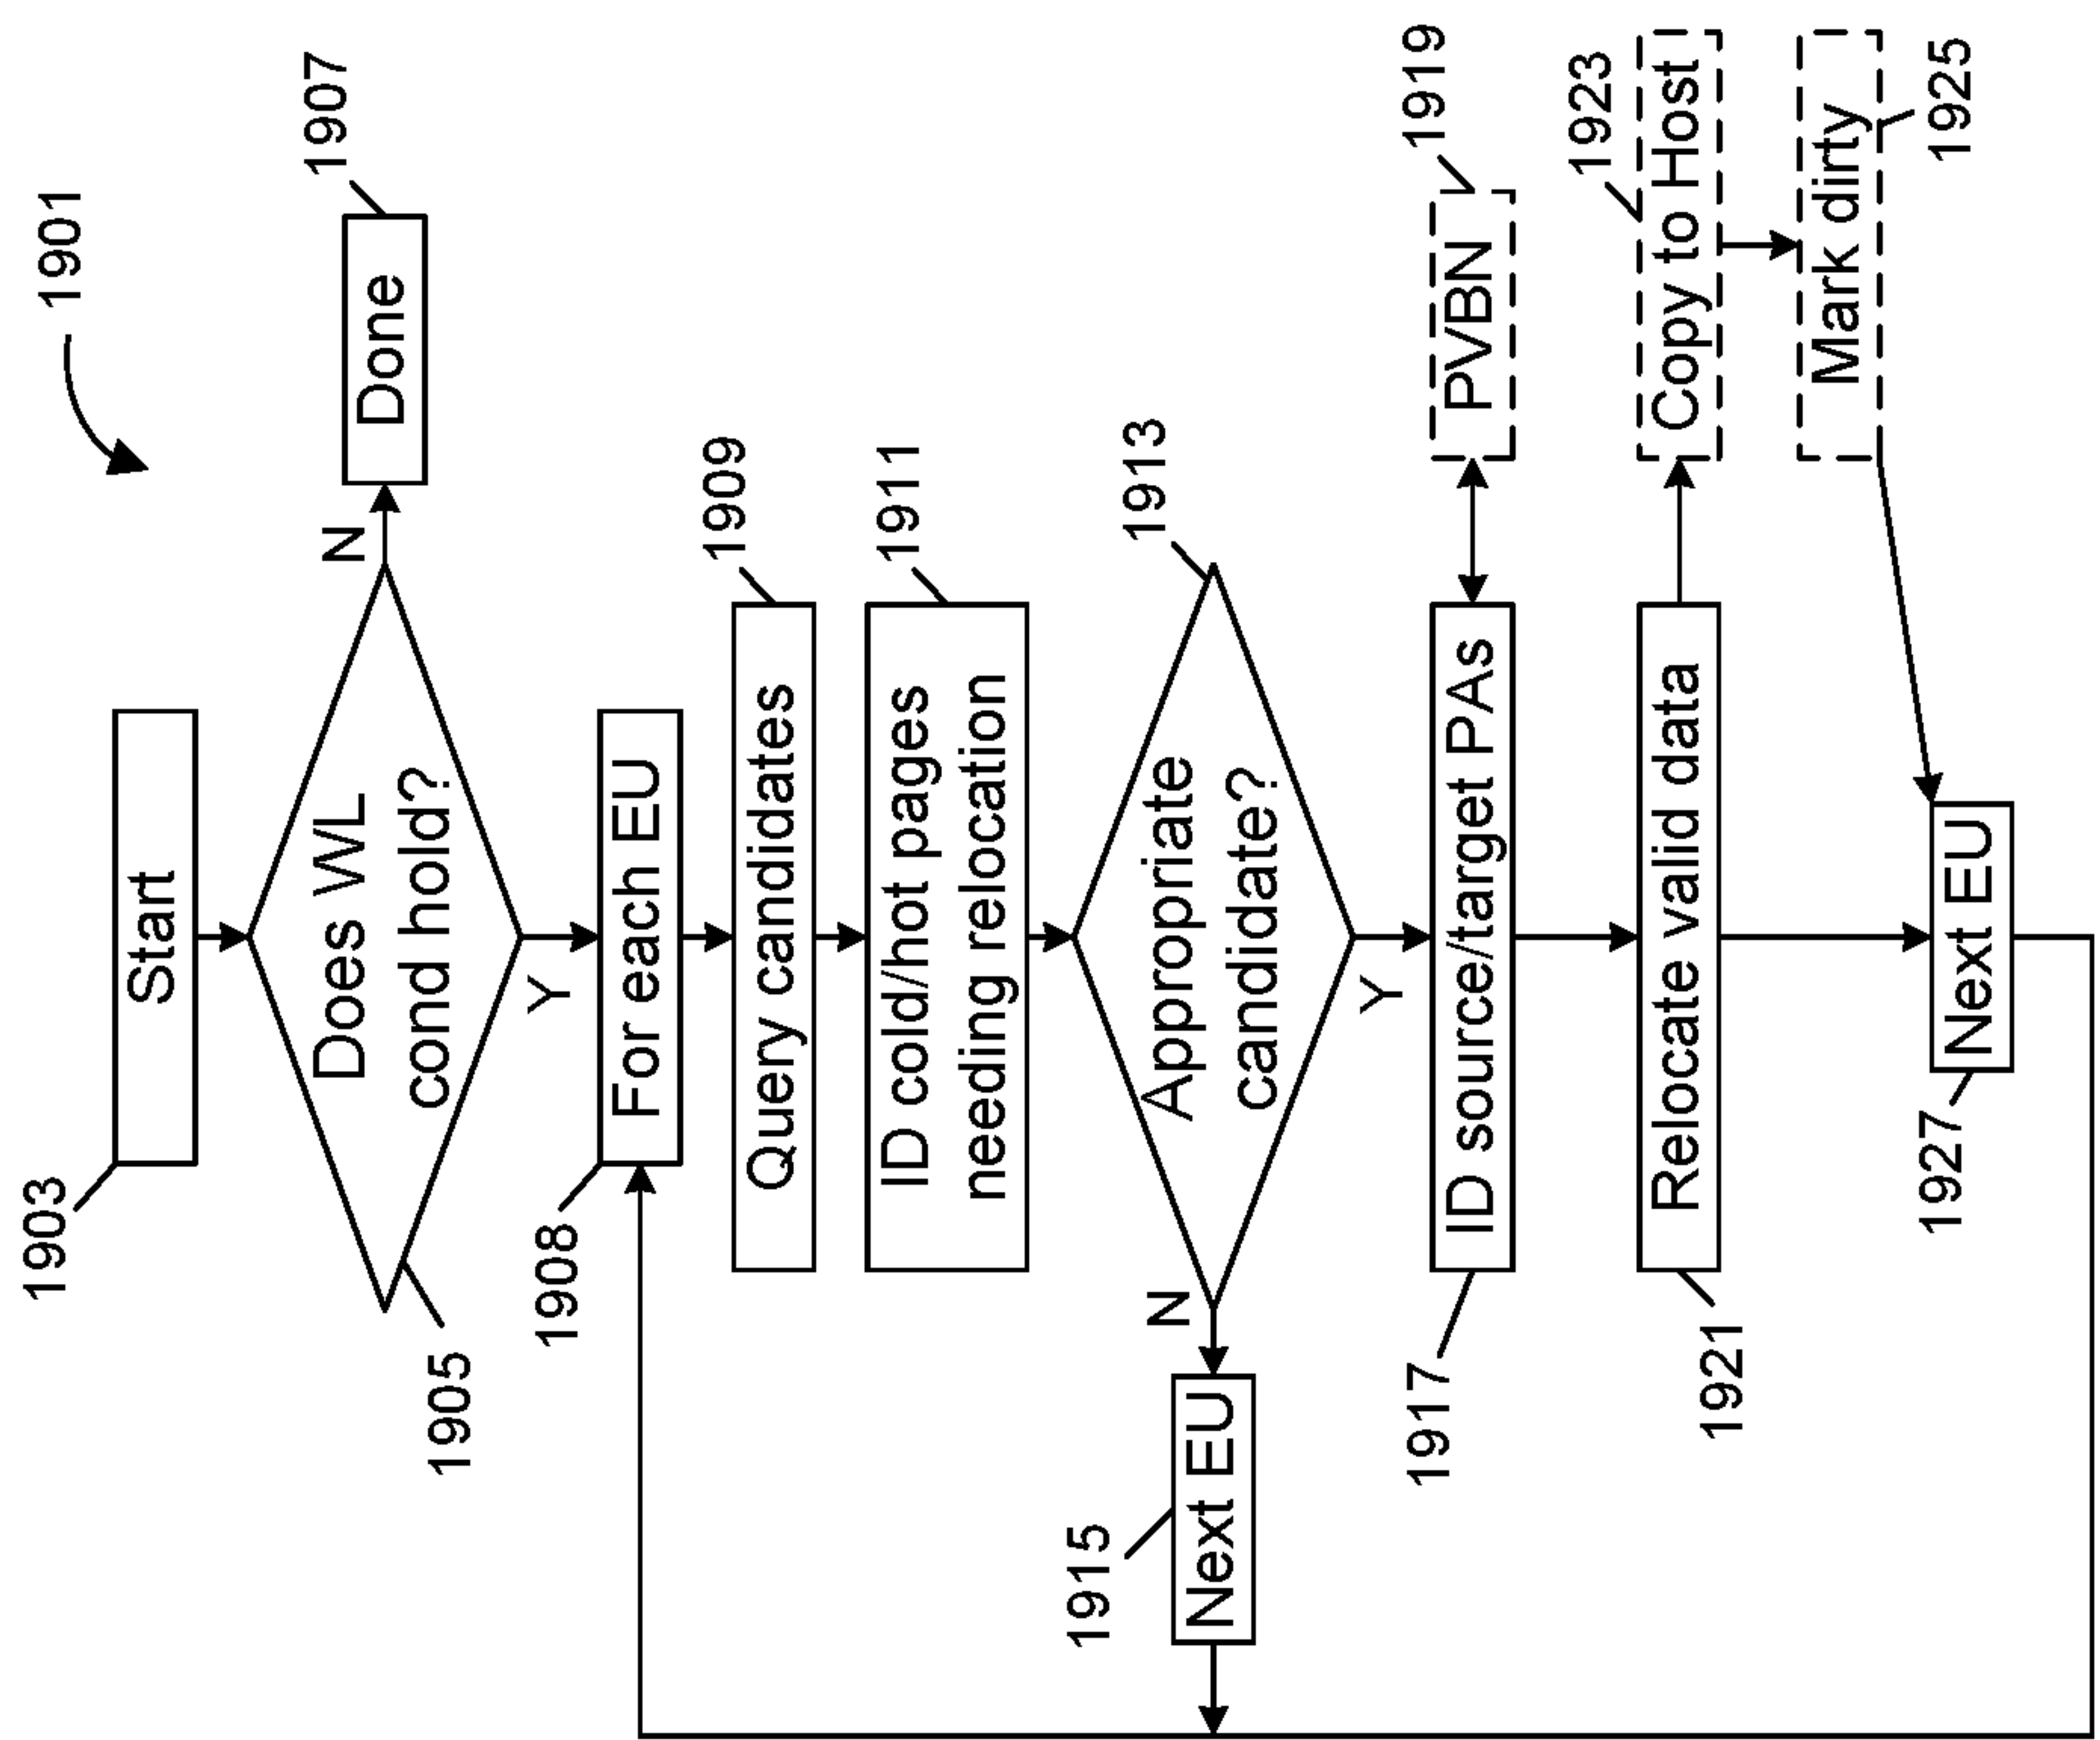 1901
1903
Start
1905
Does WL
cond hold?
N
Done
1907
Y
1908
For each EU
Query candidates
1909
ID cold/hot pages
needing relocation
1911
Appropriate
candidate?
1913
N
Next EU
1915
Y
1917
ID source/target PAs
PVBN
1919
1921
Relocate valid data
Copy to Host
1923
Mark dirty
1925
1927
Next EU